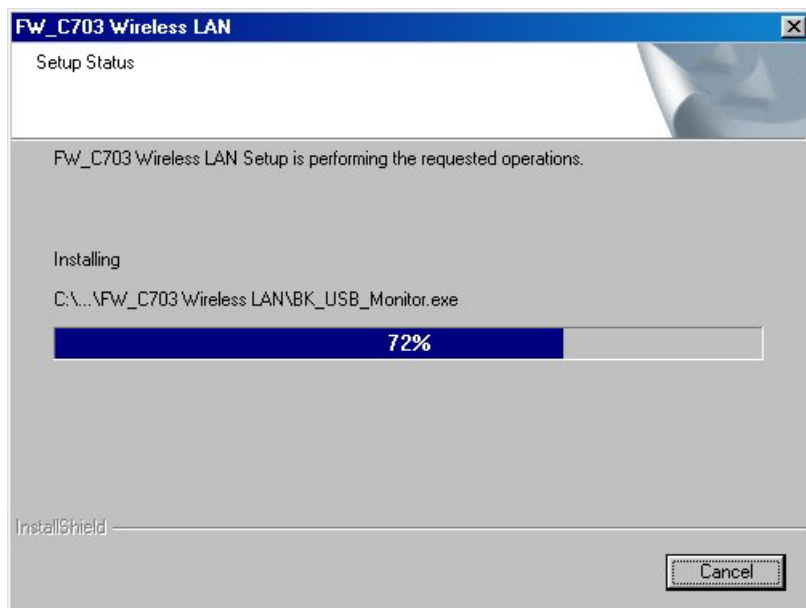 FW_C703 Wireless LAN
Setup Status
FW_C703 Wireless LAN Setup is performing the requested operations.
Installing
C:\...\FW_C703 Wireless LAN\BK_USB_Monitor.exe
72%
InstallShield
Cancel